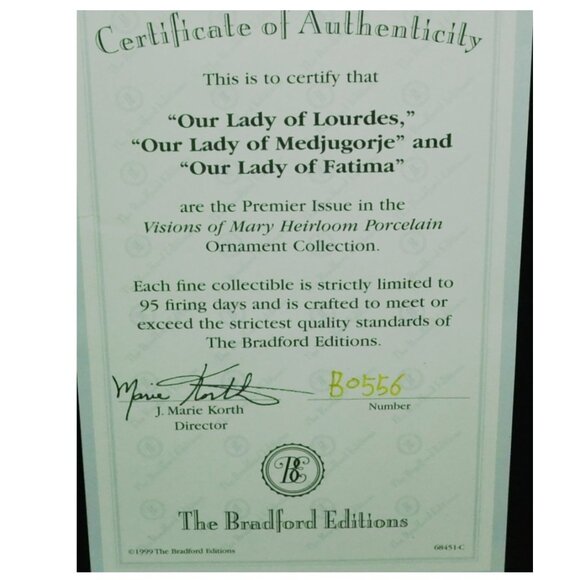 Certificate of Authenticity
This is to certify that
“Our Lady of Lourdes,”
“Our Lady of Medjugorje” and
“Our Lady of Fatima”
are the Premier Issue in the
Visions of Mary Heirloom Porcelain
Ornament Collection.
Each fine collectible is strictly limited to
95 firing days and is crafted to meet or
exceed the strictest quality standards of
The Bradford Editions.
Marie Korth B0556
J. Marie Korth Number
Director
BE
The Bradford Editions
©1999 The Bradford Editions 68451-C